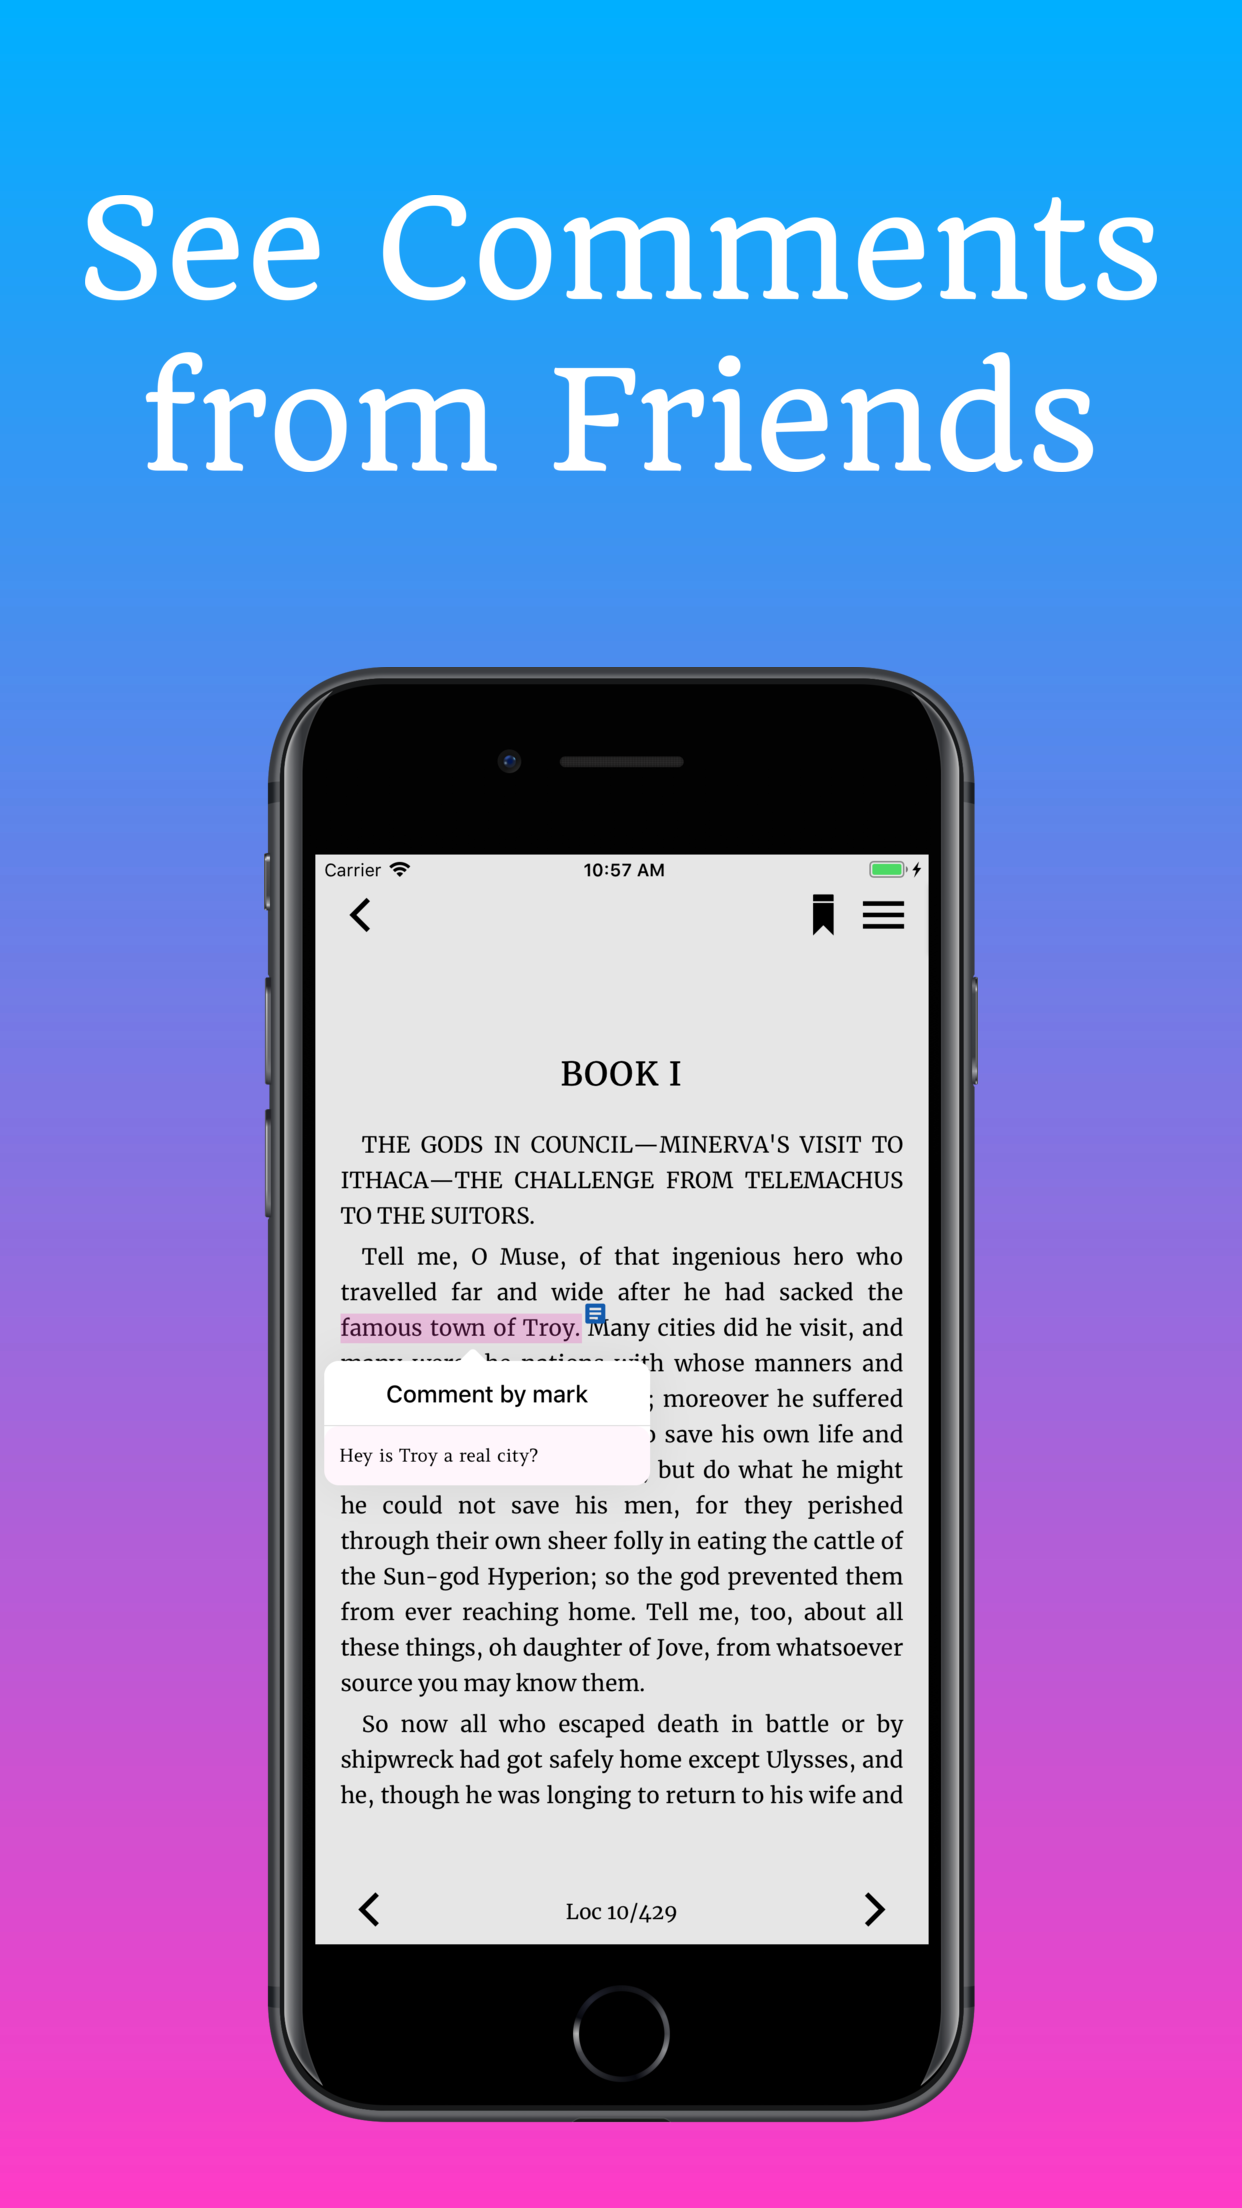 See Comments
from Friends
Carrier
10:57 AM
BOOK I
THE GODS IN COUNCIL—MINERVA'S VISIT TO
ITHACA—THE CHALLENGE FROM TELEMACHUS
TO THE SUITORS.
Tell me, O Muse, of that ingenious hero who
travelled far and wide after he had sacked the
famous town of Troy. Many cities did he visit, and
many were the nations with whose manners and
Comment by mark
Hey is Troy a real city?
; moreover he suffered
save his own life and
but do what he might
he could not save his men, for they perished
through their own sheer folly in eating the cattle of
the Sun-god Hyperion; so the god prevented them
from ever reaching home. Tell me, too, about all
these things, oh daughter of Jove, from whatsoever
source you may know them.
So now all who escaped death in battle or by
shipwreck had got safely home except Ulysses, and
he, though he was longing to return to his wife and
Loc 10/429